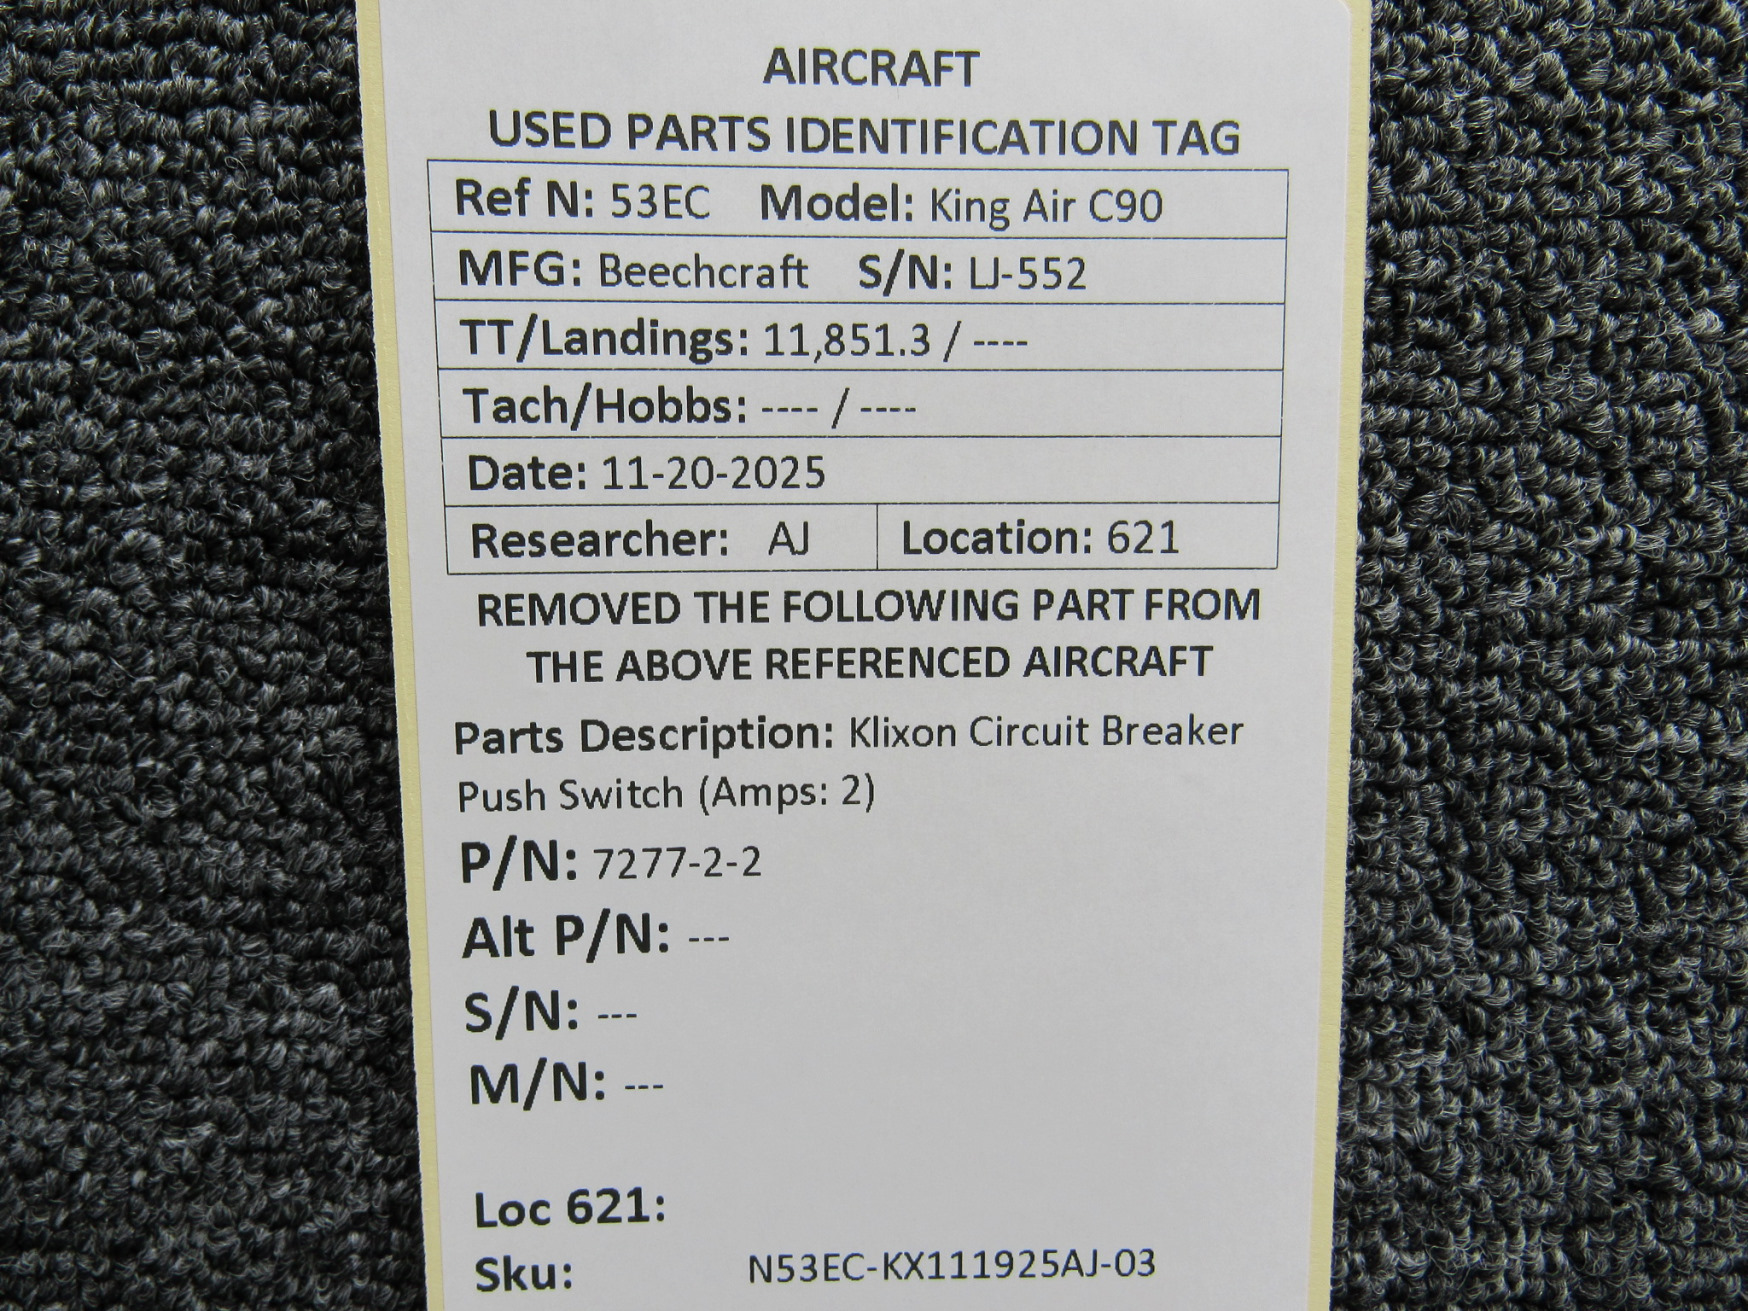 AIRCRAFT
USED PARTS IDENTIFICATION TAG
Ref N: 53EC Model: King Air C90
MFG: Beechcraft S/N: LJ-552
TT/Landings: 11,851.3 / ----
Tach/Hobbs: ---- / ----
Date: 11-20-2025
Researcher: AJ Location: 621
REMOVED THE FOLLOWING PART FROM
THE ABOVE REFERENCED AIRCRAFT
Parts Description: Klixon Circuit Breaker
Push Switch (Amps: 2)
P/N: 7277-2-2
Alt P/N: ---
S/N: ---
M/N: ---
Loc 621:
Sku: N53EC-KX111925AJ-03